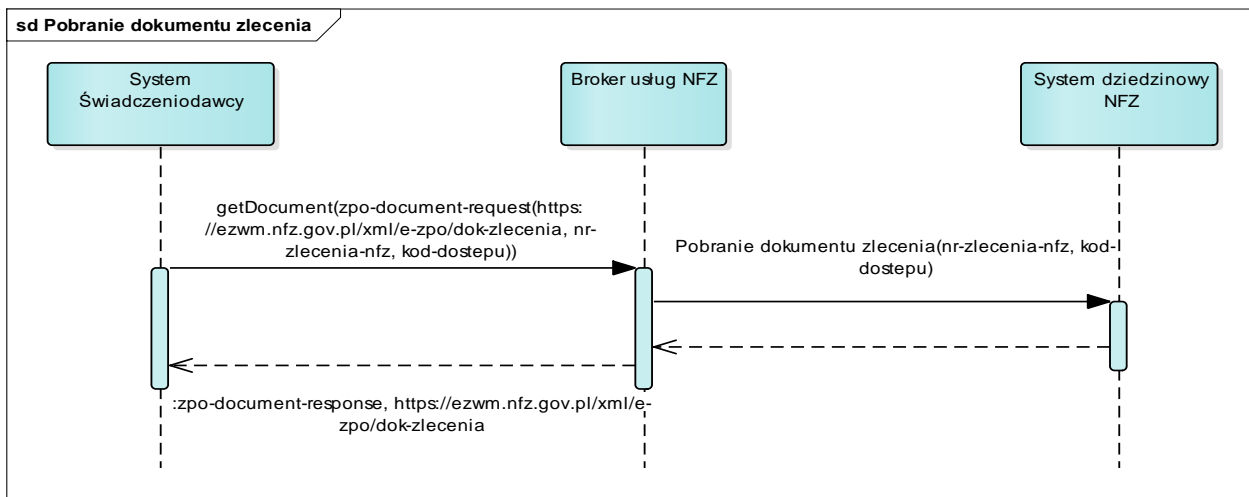 sd Pobranie dokumentu zlecenia
System
Świadczeniodawcy
Broker usług NFZ
System dziedzinowy
NFZ
getDocument(zpo-document-request(https:
//ezwm.nfz.gov.pl/xml/e-zpo/dok-zlecenia, nr-
zlecenia-nfz, kod-dostepu))
Pobranie dokumentu zlecenia(nr-zlecenia-nfz, kod-
dostepu)
:zpo-document-response, https://ezwm.nfz.gov.pl/xml/e-
zpo/dok-zlecenia